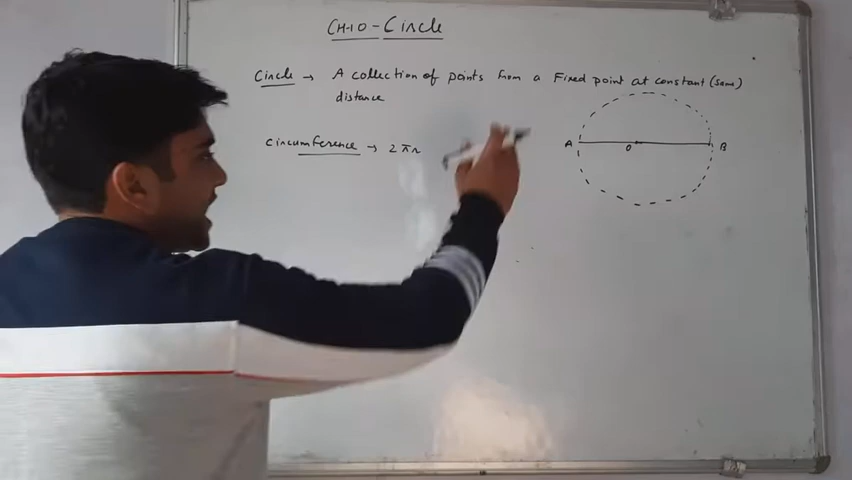 CH-10 - Circle
Circle → A collection of points from a Fixed point at constant (same)
distance
Circumference → 2πr
A
O
B